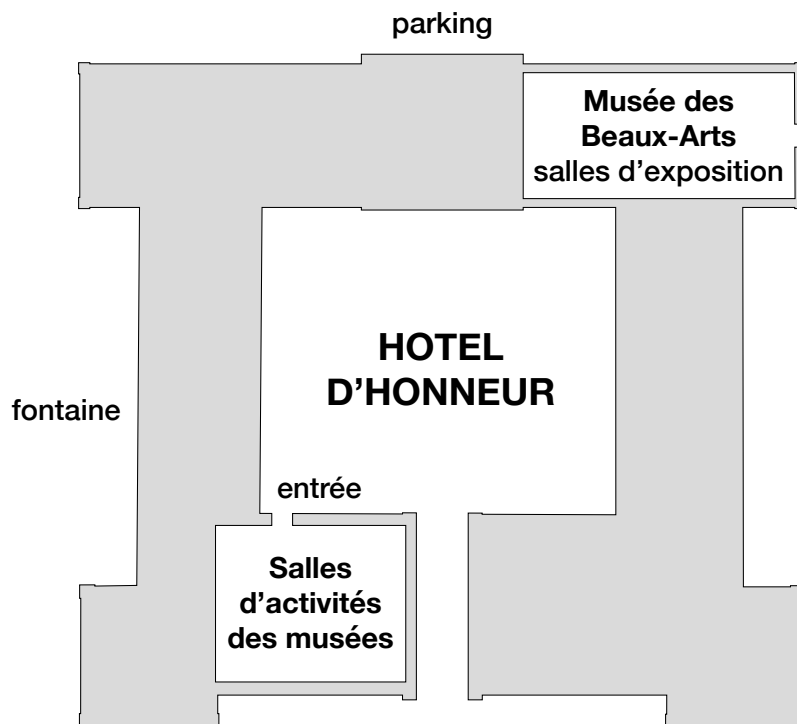 parking
Musée des
Beaux-Arts
salles d'exposition
HOTEL
D'HONNEUR
fontaine
entrée
Salles
d'activités
des musées